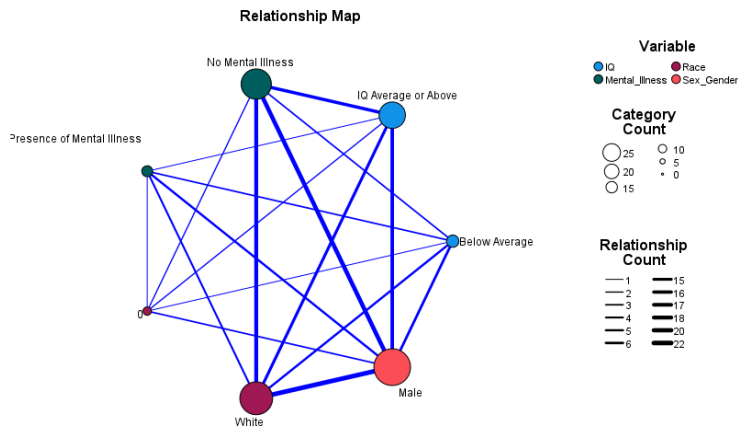 Relationship Map
No Mental Illness
IQ Average or Above
Presence of Mental Illness
Below Average
0
Male
White
Variable
IQ
Race
Mental_Illness
Sex_Gender
Category
Count
25
10
20
5
15
0
Relationship
Count
1
15
2
16
3
17
4
18
5
20
6
22